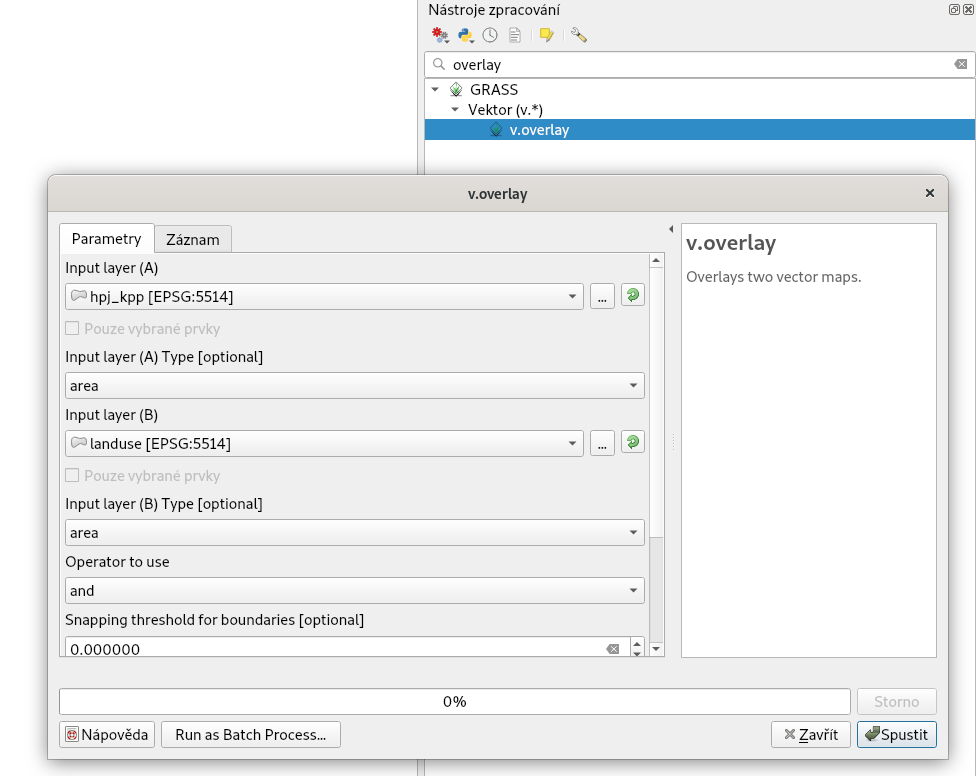 Nástroje zpracování
overlay
GRASS
Vektor (v.*)
v.overlay
v.overlay
Parametry
Záznam
Input layer (A)
hpj_kpp [EPSG:5514]
...
Pouze vybrané prvky
Input layer (A) Type [optional]
area
Input layer (B)
landuse [EPSG:5514]
...
Pouze vybrané prvky
Input layer (B) Type [optional]
area
Operator to use
and
Snapping threshold for boundaries [optional]
0.000000
v.overlay
Overlays two vector maps.
0%
Storno
Nápověda
Run as Batch Process...
Zavřít
Spustit